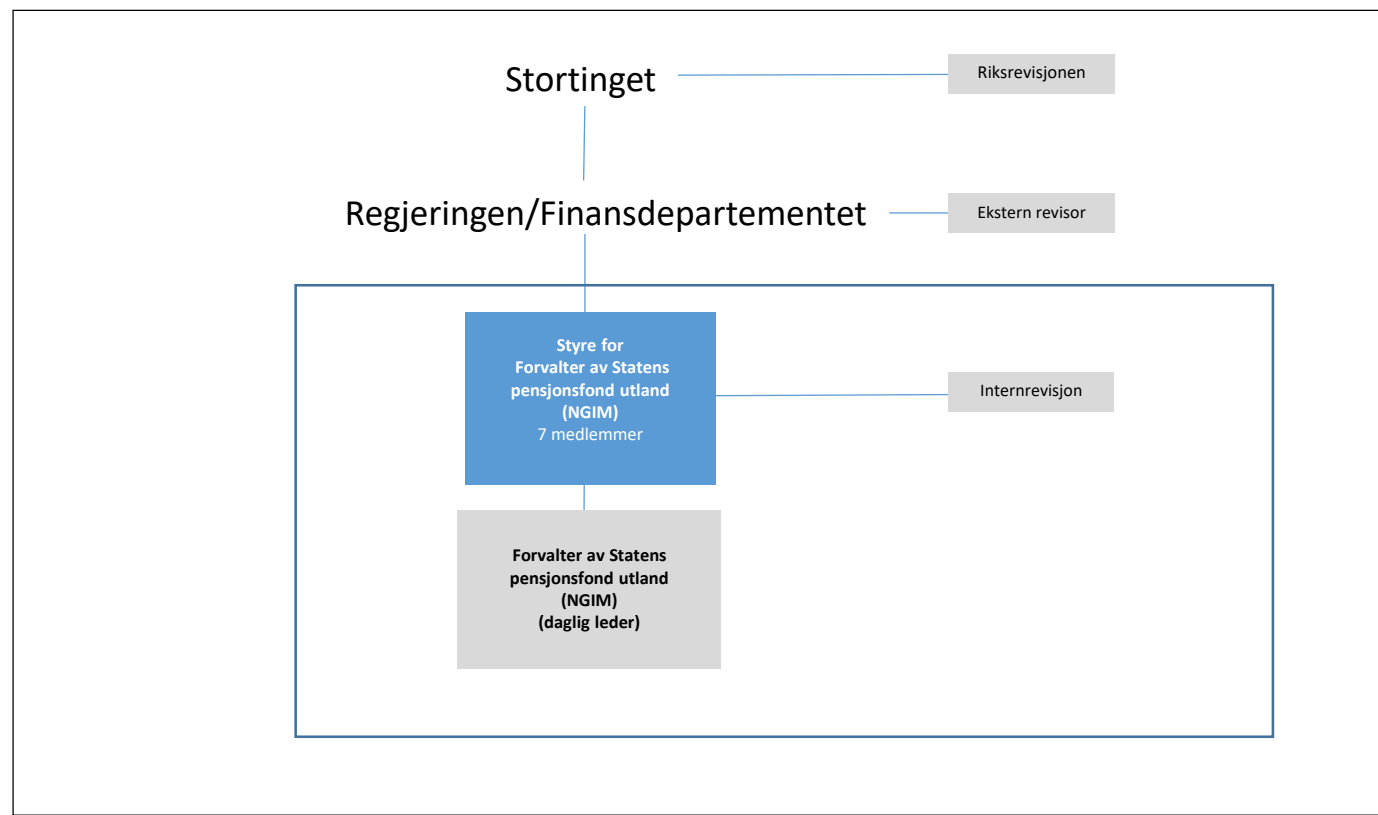 Stortinget
Riksrevisjonen
Regjeringen/Finansdepartementet
Ekstern revisor
Styre for
Forvalter av Statens
pensjonsfond utland
(NGIM)
7 medlemmer
Internrevisjon
Forvalter av Statens
pensjonsfond utland
(NGIM)
(daglig leder)